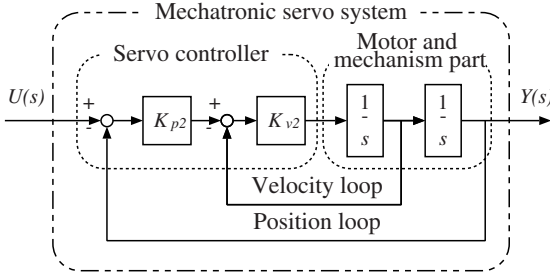 Mechatronic servo system
Servo controller
Motor and
mechanism part
U(s)
+
-
K p2
+
-
K v2
1
-
s
1
-
s
Y(s)
Velocity loop
Position loop